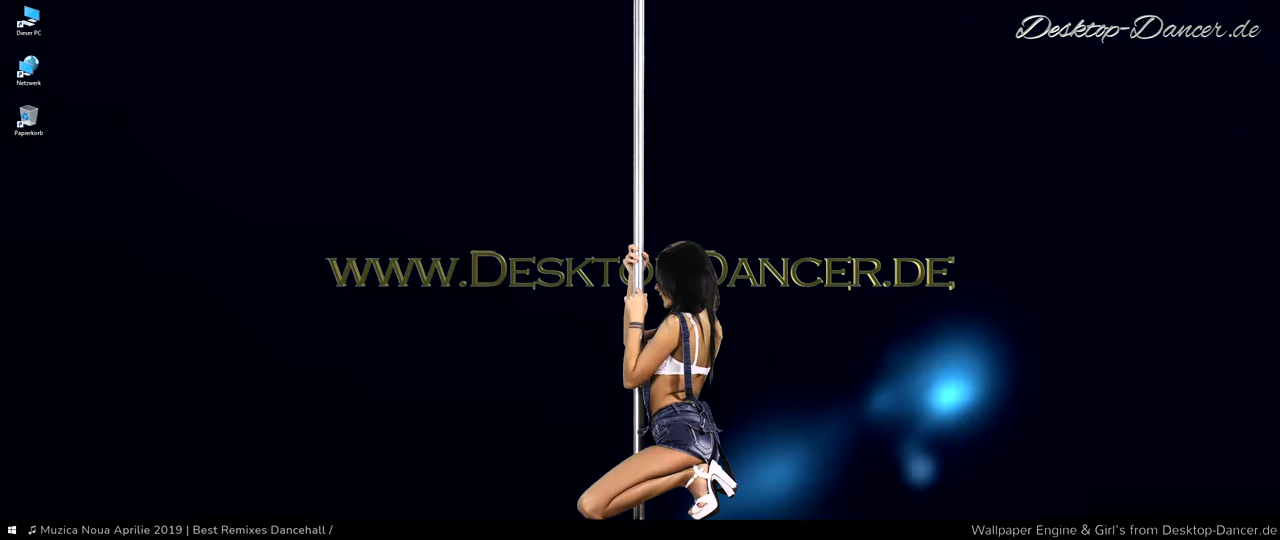 Desktop-Dancer.de
Dieser PC
Netzwerk
Papierkorb
www.Desktop-Dancer.de
♫ Muzica Noua Aprilie 2019 | Best Remixes Dancehall /
Wallpaper Engine & Girl's from Desktop-Dancer.de